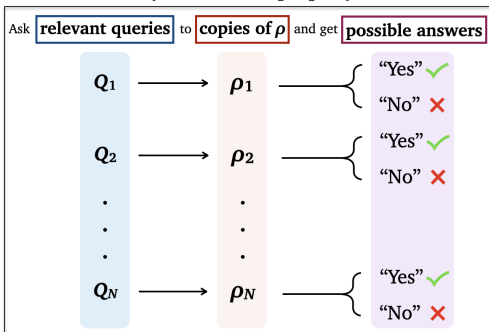 Ask relevant queries to copies of ρ and get possible answers
Q1 ρ1 "Yes"
"No"
Q2 ρ2 "Yes"
"No"
QN ρN "Yes"
"No"